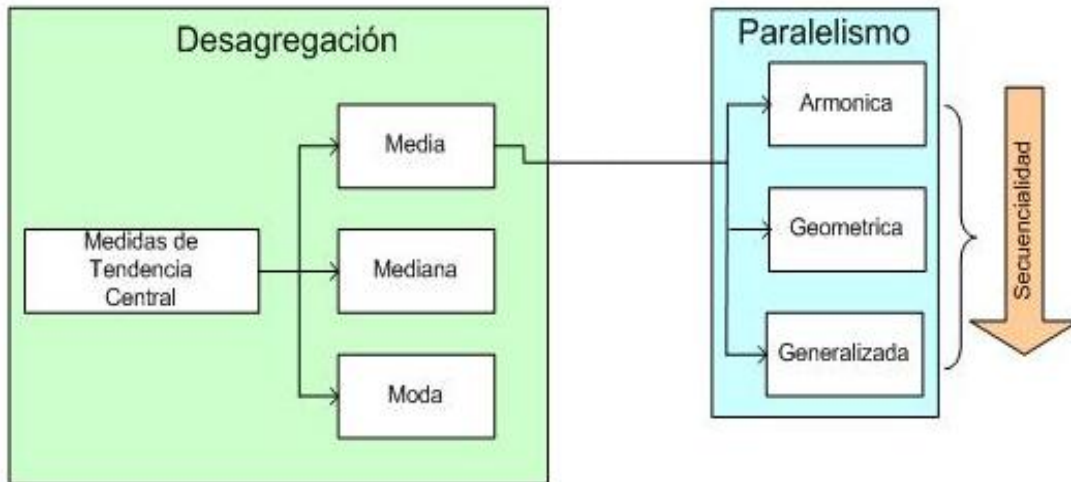 Desagregación
Medidas de
Tendencia
Central
Media
Mediana
Moda
Paralelismo
Armonica
Geometrica
Generalizada
Secuencialidad